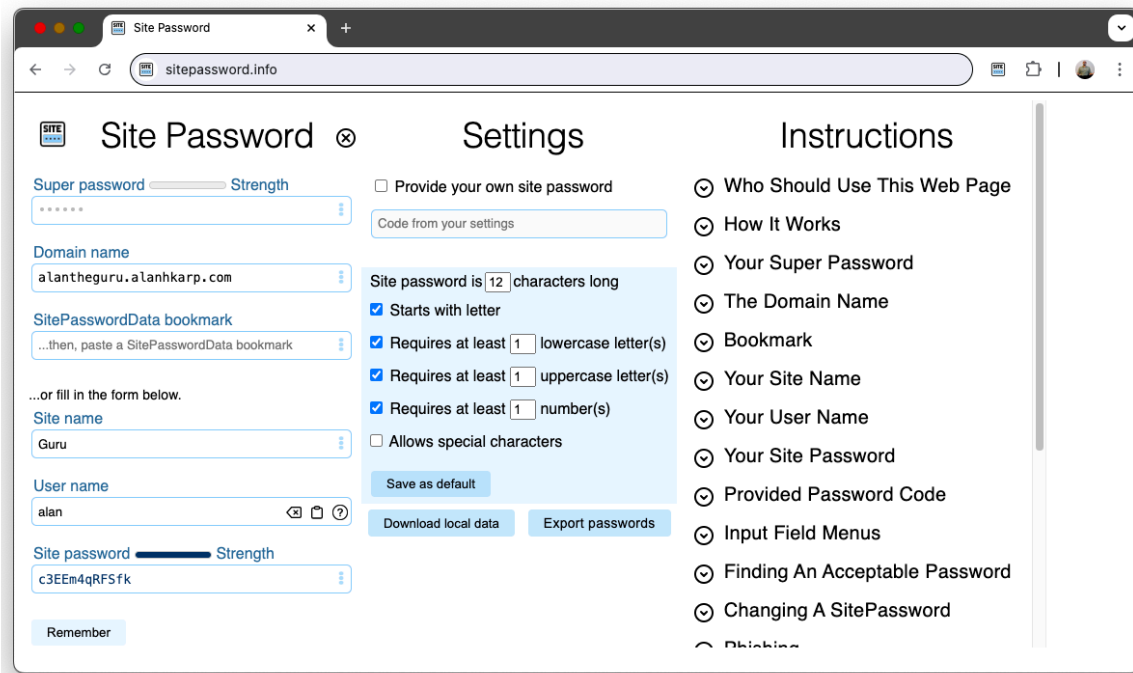 Site Password
sitepassword.info
SITE
Site Password
Super password Strength
Domain name
alantheguru.alanhkarp.com
SitePasswordData bookmark
...then, paste a SitePasswordData bookmark
...or fill in the form below.
Site name
Guru
User name
alan
Site password Strength
c3EEm4qRFSfk
Remember
Settings
Provide your own site password
Code from your settings
Site password is 12 characters long
Starts with letter
Requires at least 1 lowercase letter(s)
Requires at least 1 uppercase letter(s)
Requires at least 1 number(s)
Allows special characters
Save as default
Download local data Export passwords
Instructions
Who Should Use This Web Page
How It Works
Your Super Password
The Domain Name
Bookmark
Your Site Name
Your User Name
Your Site Password
Provided Password Code
Input Field Menus
Finding An Acceptable Password
Changing A SitePassword
Phishing